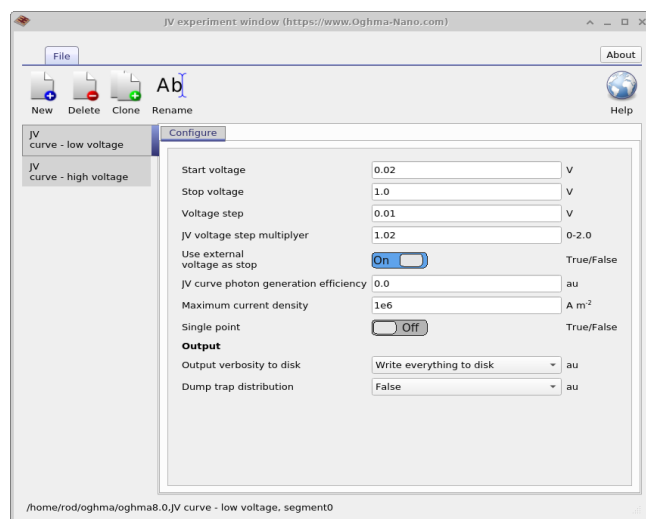 JV experiment window (https://www.Oghma-Nano.com)
File
About
Ab
New
Delete
Clone
Rename
Help
JV
curve - low voltage
JV
curve - high voltage
Configure
Start voltage 0.02 V
Stop voltage 1.0 V
Voltage step 0.01 V
JV voltage step multiplyer 1.02 0-2.0
Use external
voltage as stop On True/False
JV curve photon generation efficiency 0.0 au
Maximum current density 1e6 A m⁻²
Single point Off True/False
Output
Output verbosity to disk Write everything to disk au
Dump trap distribution False au
/home/rod/oghma/oghma8.0,JV curve - low voltage, segment0